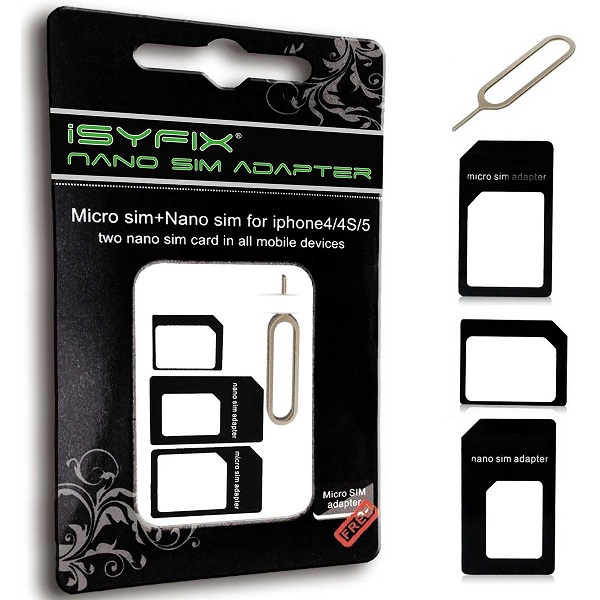 iSYFIX®
NANO SIM ADAPTER
Micro sim+Nano sim for iphone4/4S/5
two nano sim card in all mobile devices
nano sim adapter
micro sim adapter
Micro SIM
adapter
FREE
micro sim adapter
nano sim adapter